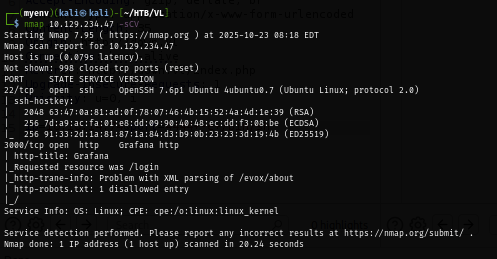 (myenv)(kali㉿kali)-[~/HTB/VL]
$ nmap 10.129.234.47 -sCV
Starting Nmap 7.95 ( https://nmap.org ) at 2025-10-23 08:18 EDT
Nmap scan report for 10.129.234.47
Host is up (0.079s latency).
Not shown: 998 closed tcp ports (reset)
PORT     STATE SERVICE VERSION
22/tcp   open  ssh     OpenSSH 7.6p1 Ubuntu 4ubuntu0.7 (Ubuntu Linux; protocol 2.0)
| ssh-hostkey:
|   2048 63:47:0a:81:ad:0f:78:07:46:4b:15:52:4a:4d:1e:39 (RSA)
|   256 7d:a9:ac:fa:01:e8:dd:09:90:40:48:ec:dd:f3:08:be (ECDSA)
|_  256 91:33:2d:1a:81:87:1a:84:d3:b9:0b:23:23:3d:19:4b (ED25519)
3000/tcp open  http    Grafana http
| http-title: Grafana
|_Requested resource was /login
|_http-trane-info: Problem with XML parsing of /evox/about
| http-robots.txt: 1 disallowed entry
|_/
Service Info: OS: Linux; CPE: cpe:/o:linux:linux_kernel
Service detection performed. Please report any incorrect results at https://nmap.org/submit/ .
Nmap done: 1 IP address (1 host up) scanned in 20.24 seconds